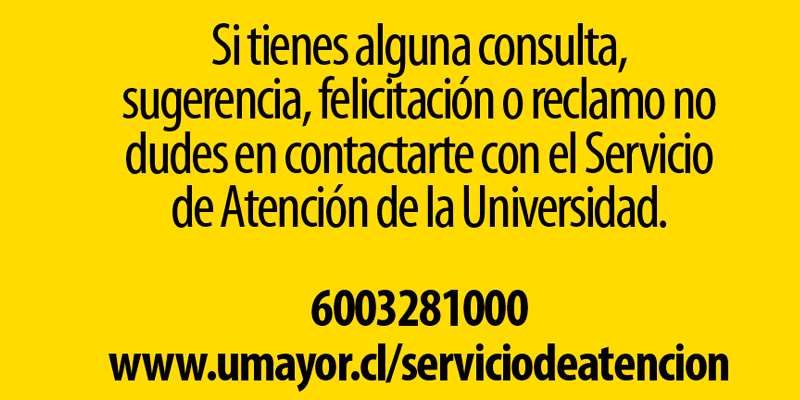 Si tienes alguna consulta,
sugerencia, felicitación o reclamo no
dudes en contactarte con el Servicio
de Atención de la Universidad.
6003281000
www.umayor.cl/serviciodeatencion